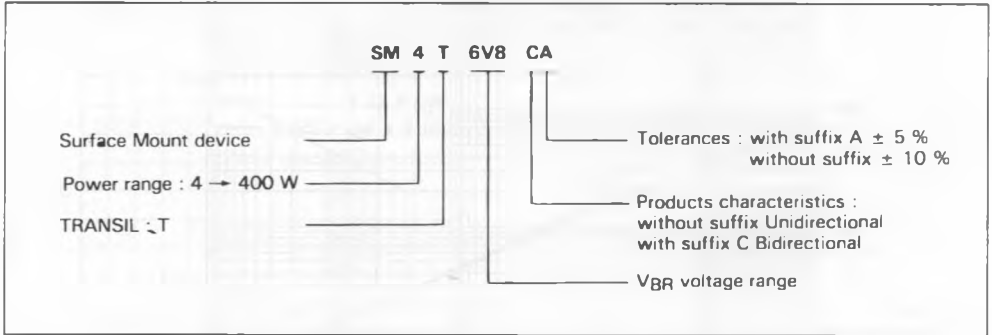 SM 4 T 6V8 CA
Surface Mount device
Power range : 4 → 400 W
TRANSIL : T
Tolerances : with suffix A ± 5 %
without suffix ± 10 %
Products characteristics :
without suffix Unidirectional
with suffix C Bidirectional
VBR voltage range